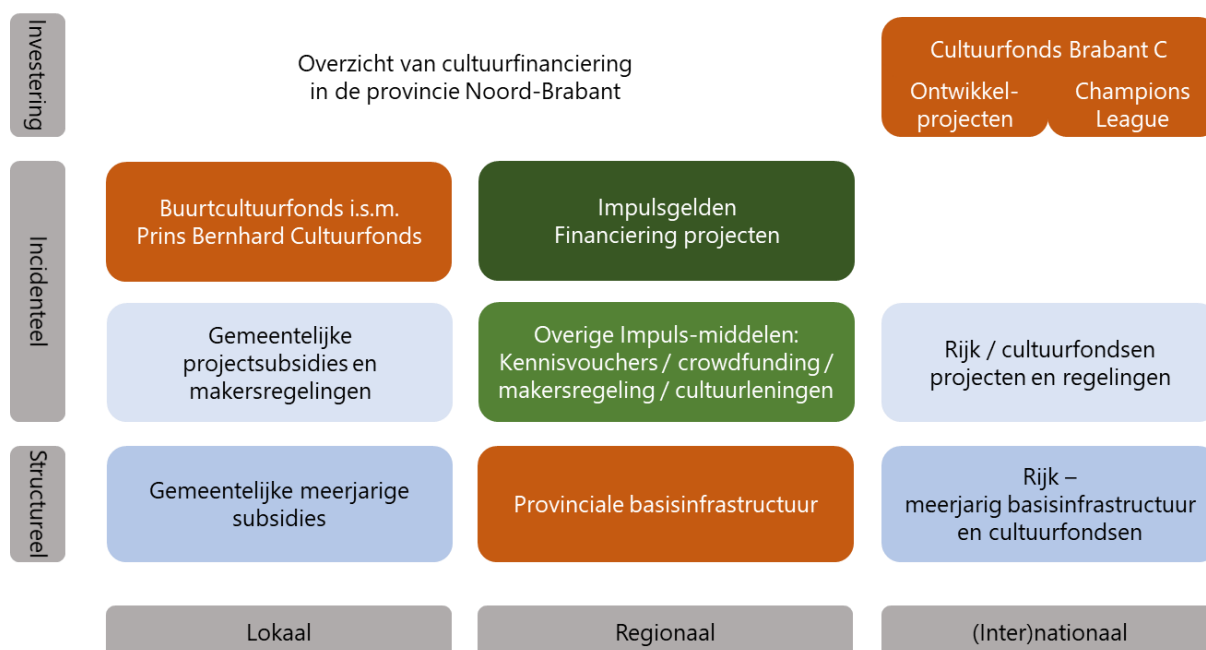 Investering
Overzicht van cultuurfinanciering
in de provincie Noord-Brabant
Cultuurfonds Brabant C
Ontwikkel-
projecten
Champions
League
Incidenteel
Buurtcultuurfonds i.s.m.
Prins Bernhard Cultuurfonds
Impulsgelden
Financiering projecten
Gemeentelijke
projectsubsidies en
makersregelingen
Overige Impuls-middelen:
Kennisvouchers / crowdfunding /
makersregeling / cultuurleningen
Rijk / cultuurfondsen
projecten en regelingen
Structureel
Gemeentelijke meerjarige
subsidies
Provinciale basisinfrastructuur
Rijk –
meerjarig basisinfrastructuur
en cultuurfondsen
Lokaal
Regionaal
(Inter)nationaal